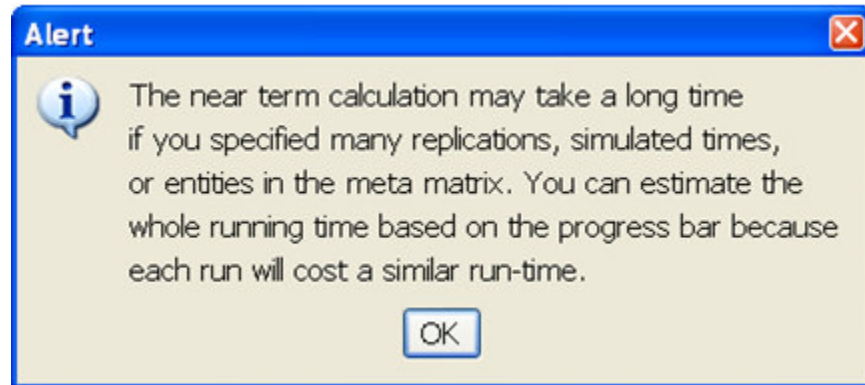 Alert
The near term calculation may take a long time
if you specified many replications, simulated times,
or entities in the meta matrix. You can estimate the
whole running time based on the progress bar because
each run will cost a similar run-time.
OK